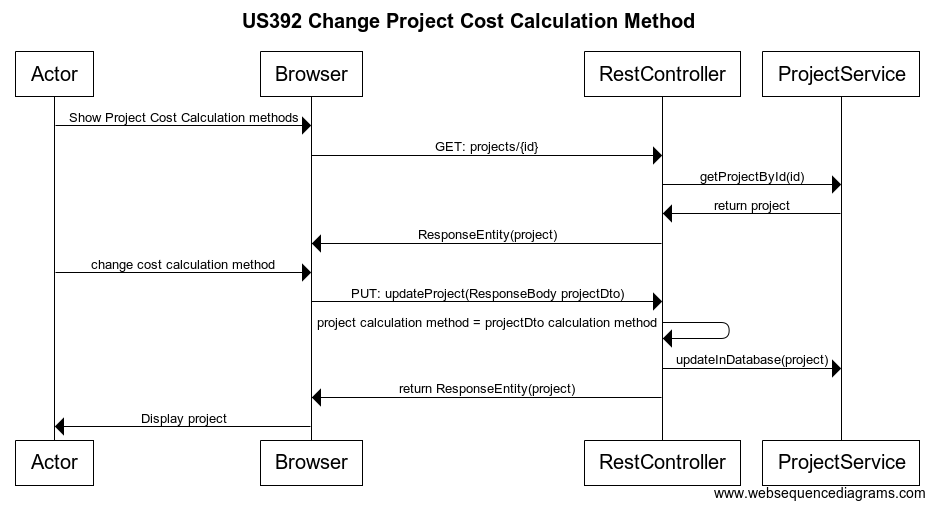 US392 Change Project Cost Calculation Method
Actor Browser RestController ProjectService
Show Project Cost Calculation methods
GET: projects/{id}
getProjectById(id)
return project
ResponseEntity(project)
change cost calculation method
PUT: updateProject(ResponseBody projectDto)
project calculation method = projectDto calculation method
updateInDatabase(project)
return ResponseEntity(project)
Display project
Actor Browser RestController ProjectService
www.websequencediagrams.com